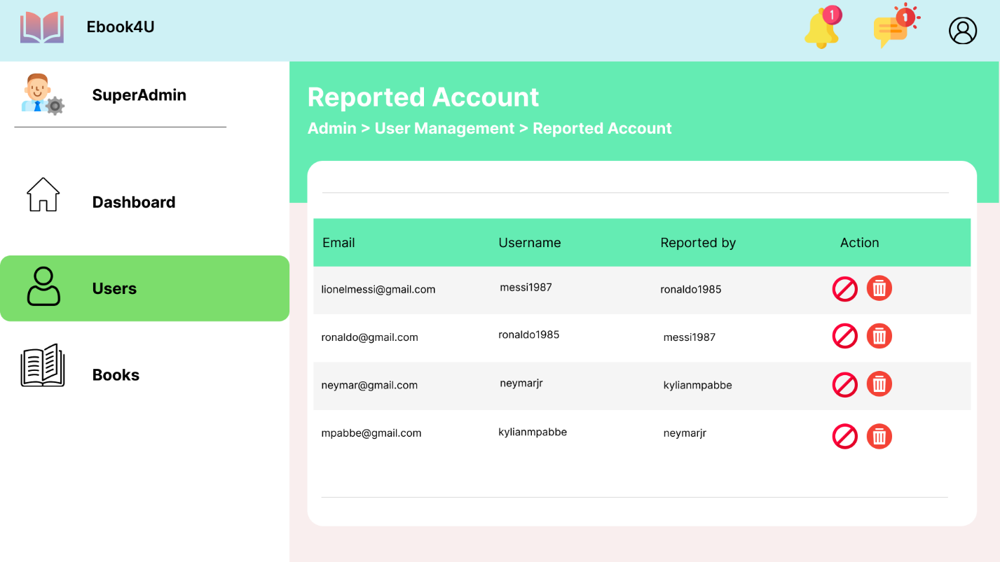 Ebook4U
1
1
SuperAdmin
Dashboard
Users
Books
Reported Account
Admin > User Management > Reported Account
Email Username Reported by Action
lionelmessi@gmail.com messi1987 ronaldo1985
ronaldo@gmail.com ronaldo1985 messi1987
neymar@gmail.com neymarjr kylianmpabbe
mpabbe@gmail.com kylianmpabbe neymarjr